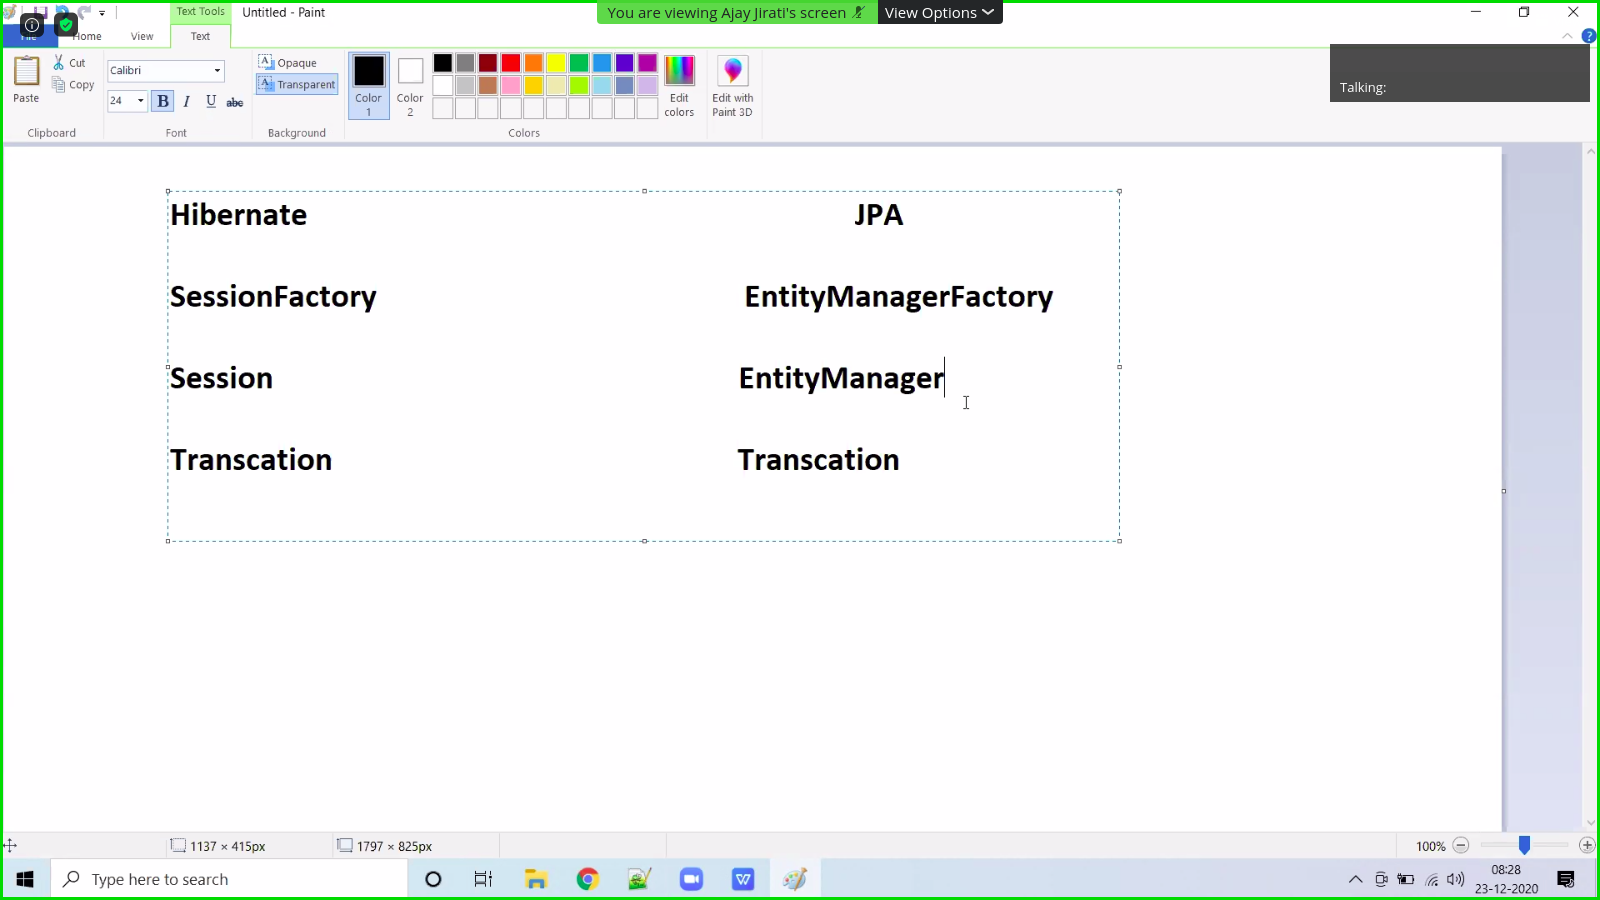 Text Tools Untitled - Paint You are viewing Ajay Jirati's screen View Options
File Home View Text
Paste Cut Copy Calibri Opaque
24 B I U abc Transparent Color 1 Color 2 Edit colors Edit with Paint 3D Talking:
Clipboard Font Background Colors
Hibernate JPA
SessionFactory EntityManagerFactory
Session EntityManager
Transcation Transcation
1137 × 415px 1797 × 825px 100%
Type here to search 08:28
23-12-2020